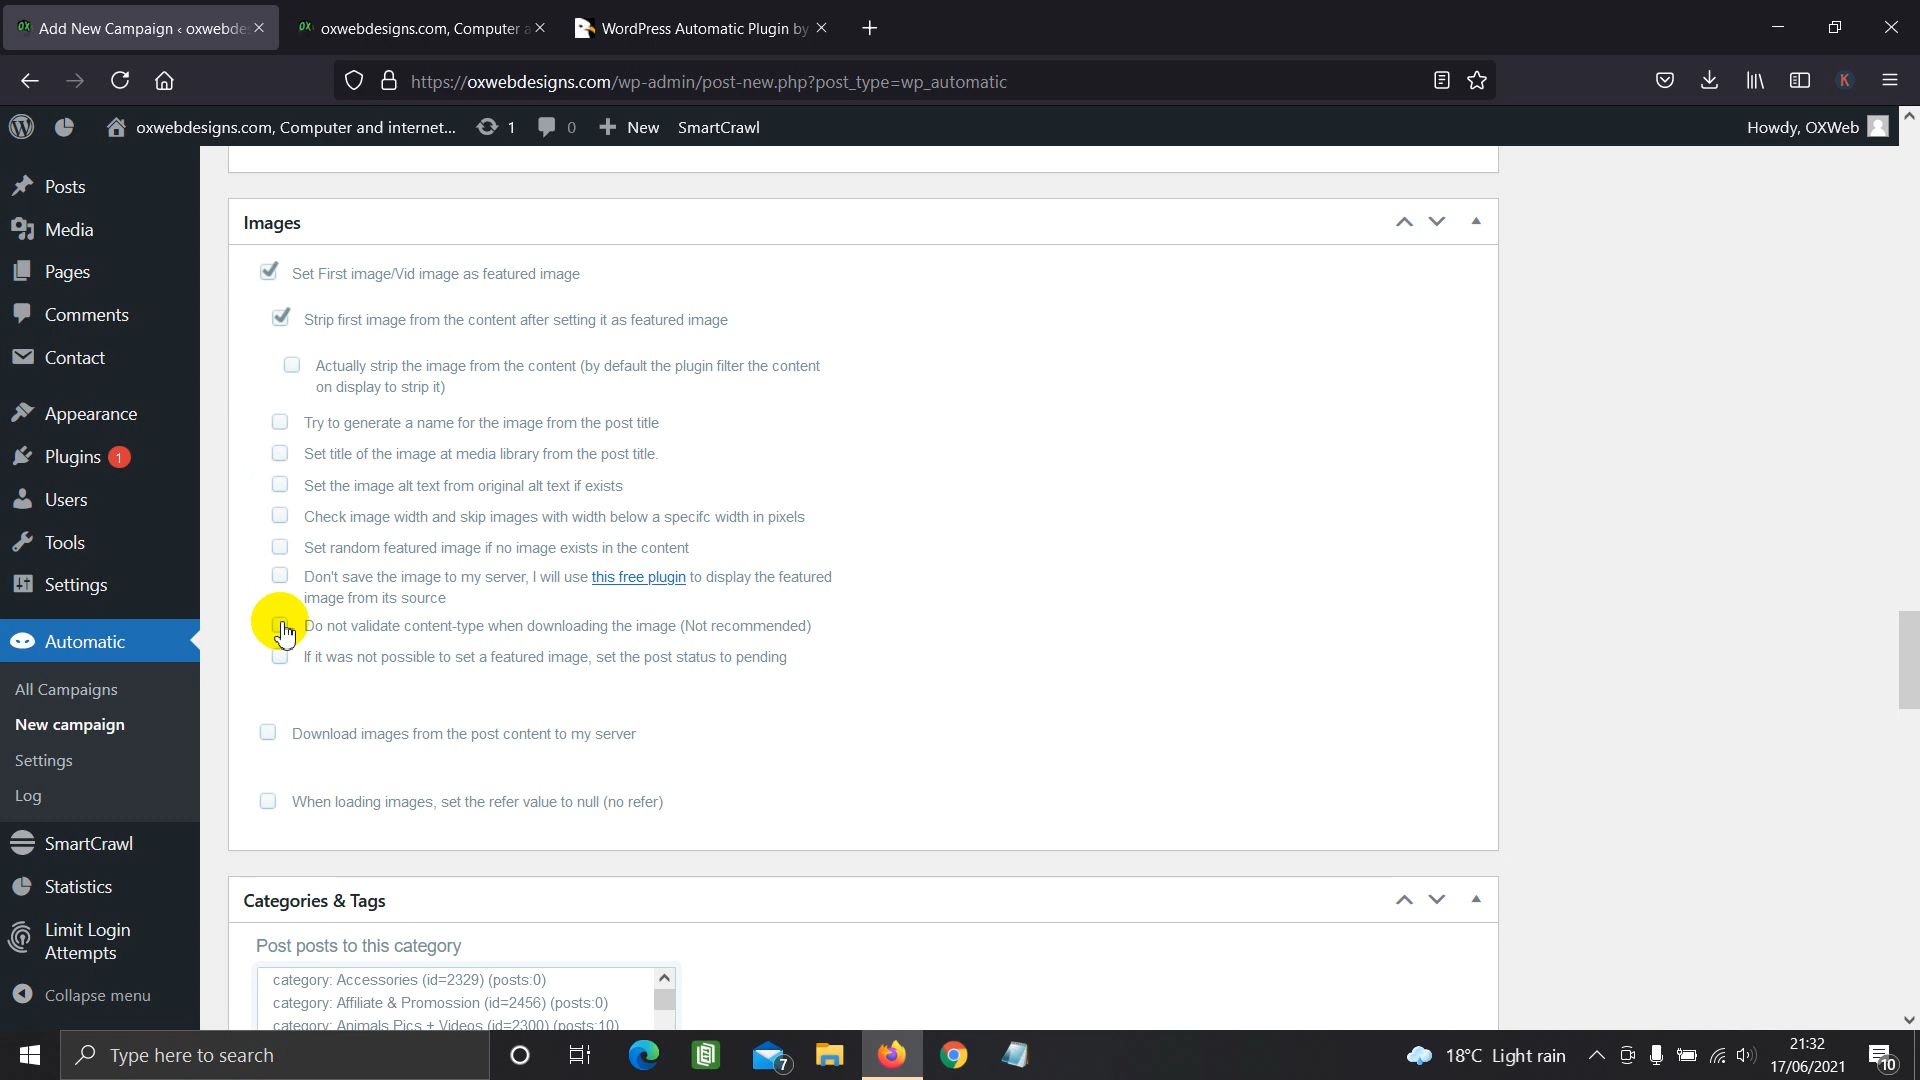 Add New Campaign ‹ oxwebde
oxwebdesigns.com, Computer a
WordPress Automatic Plugin by
https://oxwebdesigns.com/wp-admin/post-new.php?post_type=wp_automatic
K
oxwebdesigns.com, Computer and internet... 1 0 New SmartCrawl
Howdy, OXWeb
Posts
Media
Pages
Comments
Contact
Appearance
Plugins 1
Users
Tools
Settings
Automatic
All Campaigns
New campaign
Settings
Log
SmartCrawl
Statistics
Limit Login
Attempts
Collapse menu
Images
Set First image/Vid image as featured image
Strip first image from the content after setting it as featured image
Actually strip the image from the content (by default the plugin filter the content
on display to strip it)
Try to generate a name for the image from the post title
Set title of the image at media library from the post title.
Set the image alt text from original alt text if exists
Check image width and skip images with width below a specifc width in pixels
Set random featured image if no image exists in the content
Don't save the image to my server, I will use this free plugin to display the featured
image from its source
Do not validate content-type when downloading the image (Not recommended)
If it was not possible to set a featured image, set the post status to pending
Download images from the post content to my server
When loading images, set the refer value to null (no refer)
Categories & Tags
Post posts to this category
category: Accessories (id=2329) (posts:0)
category: Affiliate & Promossion (id=2456) (posts:0)
category: Animals Pics + Videos (id=2300) (posts:10)
Type here to search
7
18°C Light rain
21:32
17/06/2021
10